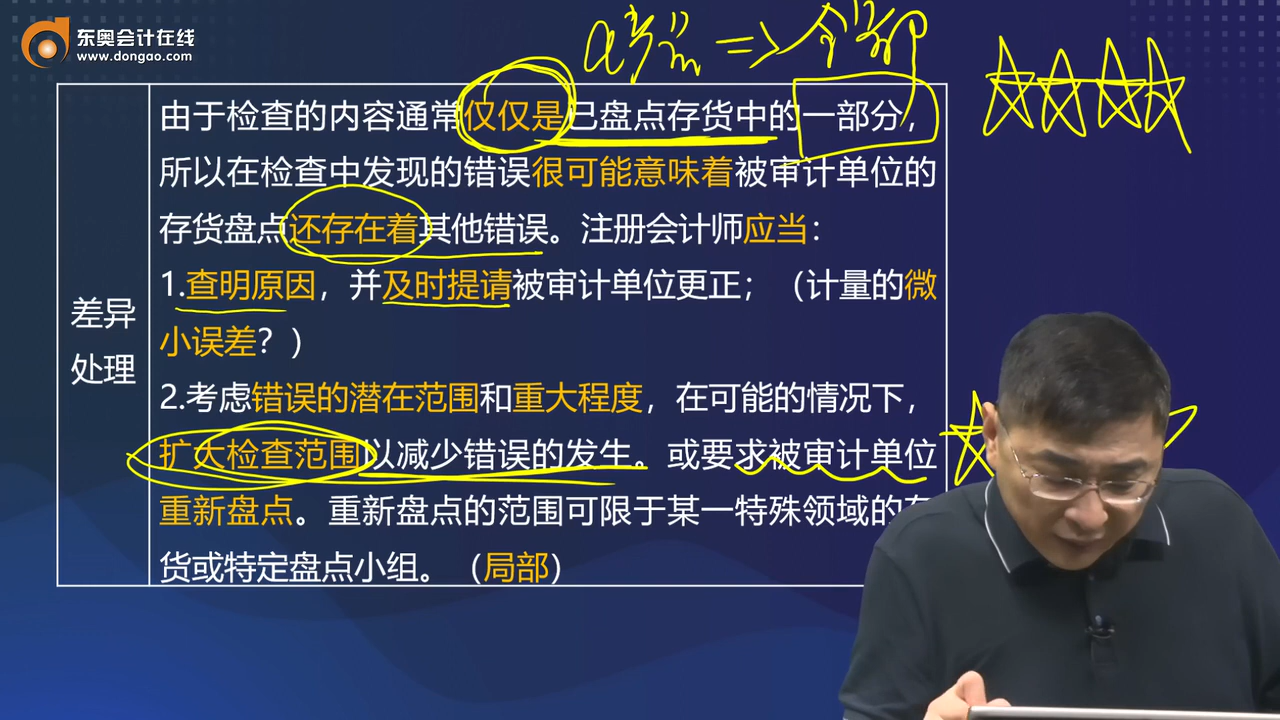 东奥会计在线
www.dongao.com
由于检查的内容通常仅仅是已盘点存货中的一部分，
所以在检查中发现的错误很可能意味着被审计单位的
存货盘点还存在着其他错误。注册会计师应当：
1.查明原因，并及时提请被审计单位更正；（计量的微
小误差？）
差异
处理
2.考虑错误的潜在范围和重大程度，在可能的情况下，
扩大检查范围以减少错误的发生。或要求被审计单位
重新盘点。重新盘点的范围可限于某一特殊领域的存
货或特定盘点小组。（局部）